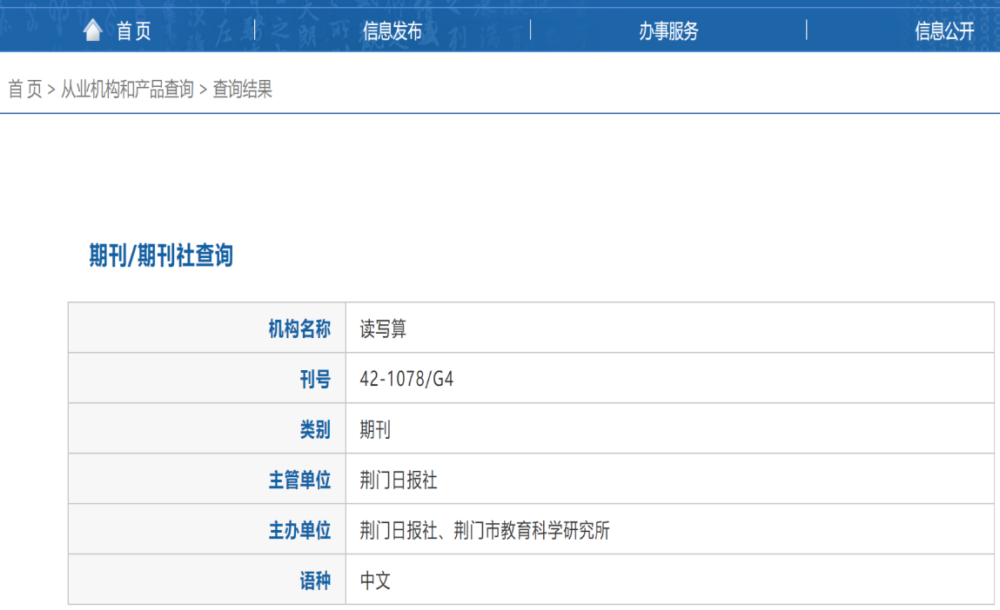 首页 信息发布 办事服务 信息公开
首页 > 从业机构和产品查询 > 查询结果
期刊/期刊社查询
机构名称 读写算
刊号 42-1078/G4
类别 期刊
主管单位 荆门日报社
主办单位 荆门日报社、荆门市教育科学研究所
语种 中文